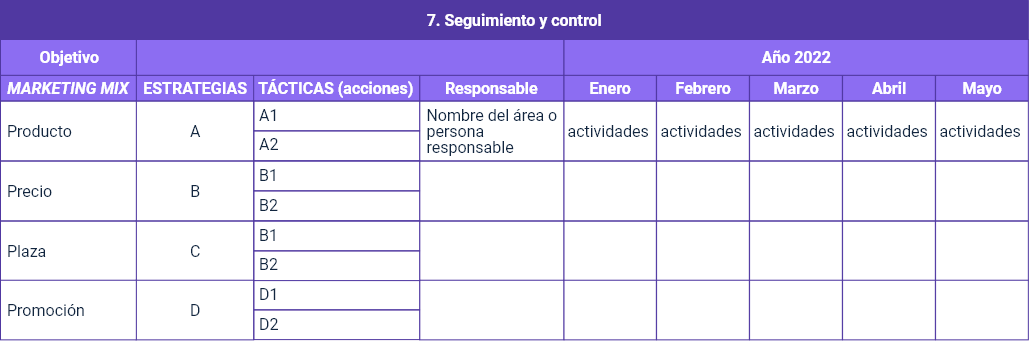 7. Seguimiento y control
Objetivo Año 2022
MARKETING MIX ESTRATEGIAS TÁCTICAS (acciones) Responsable Enero Febrero Marzo Abril Mayo
Producto A A1 Nombre del área o persona responsable actividades actividades actividades actividades actividades
A2
Precio B B1
B2
Plaza C B1
B2
Promoción D D1
D2